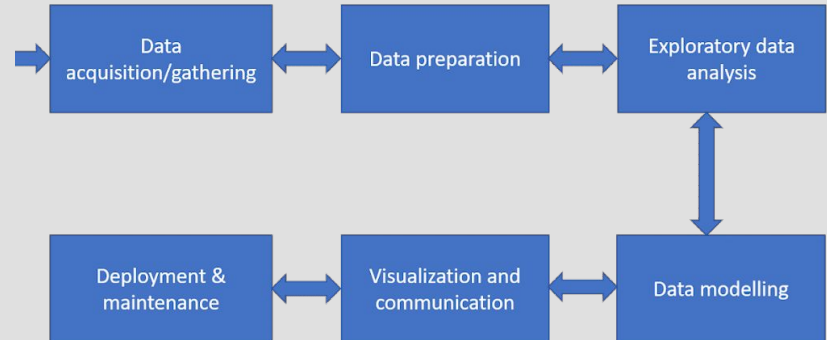 Data
acquisition/gathering
Data preparation
Exploratory data
analysis
Deployment &
maintenance
Visualization and
communication
Data modelling